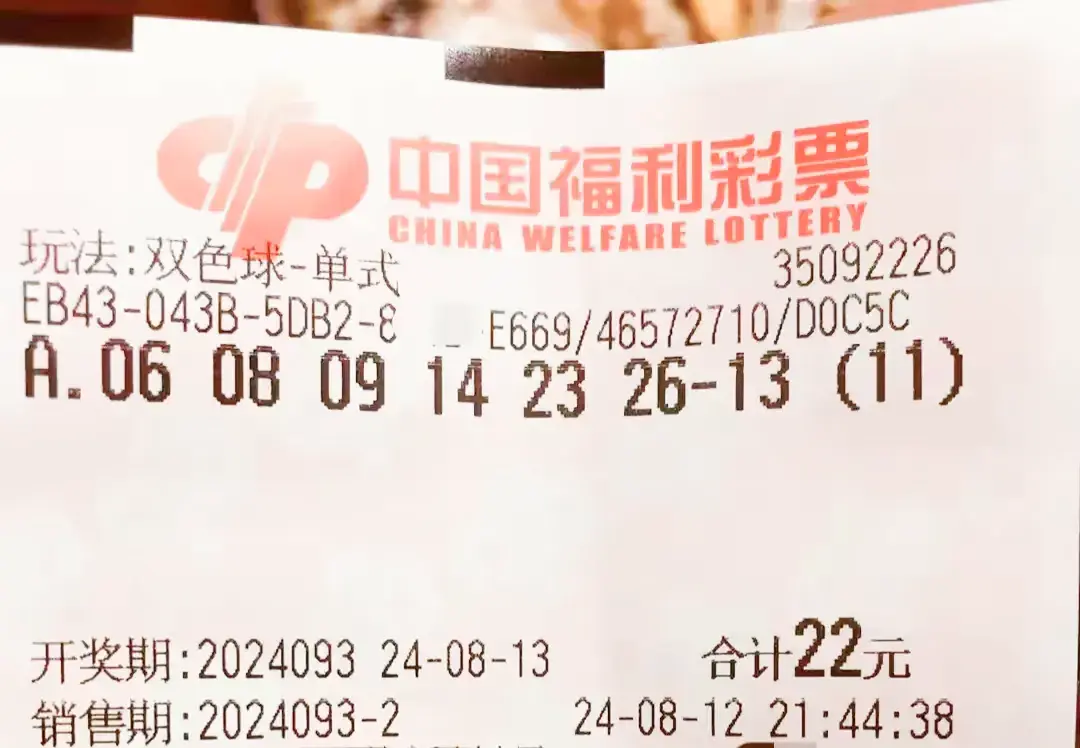 中国福利彩票
CHINA WELFARE LOTTERY
玩法:双色球-单式 35092226
EB43-043B-5DB2-8 E669/46572710/D0C5C
A.06 08 09 14 23 26-13 (11)
开奖期:2024093 24-08-13 合计22元
销售期:2024093-2 24-08-12 21:44:38